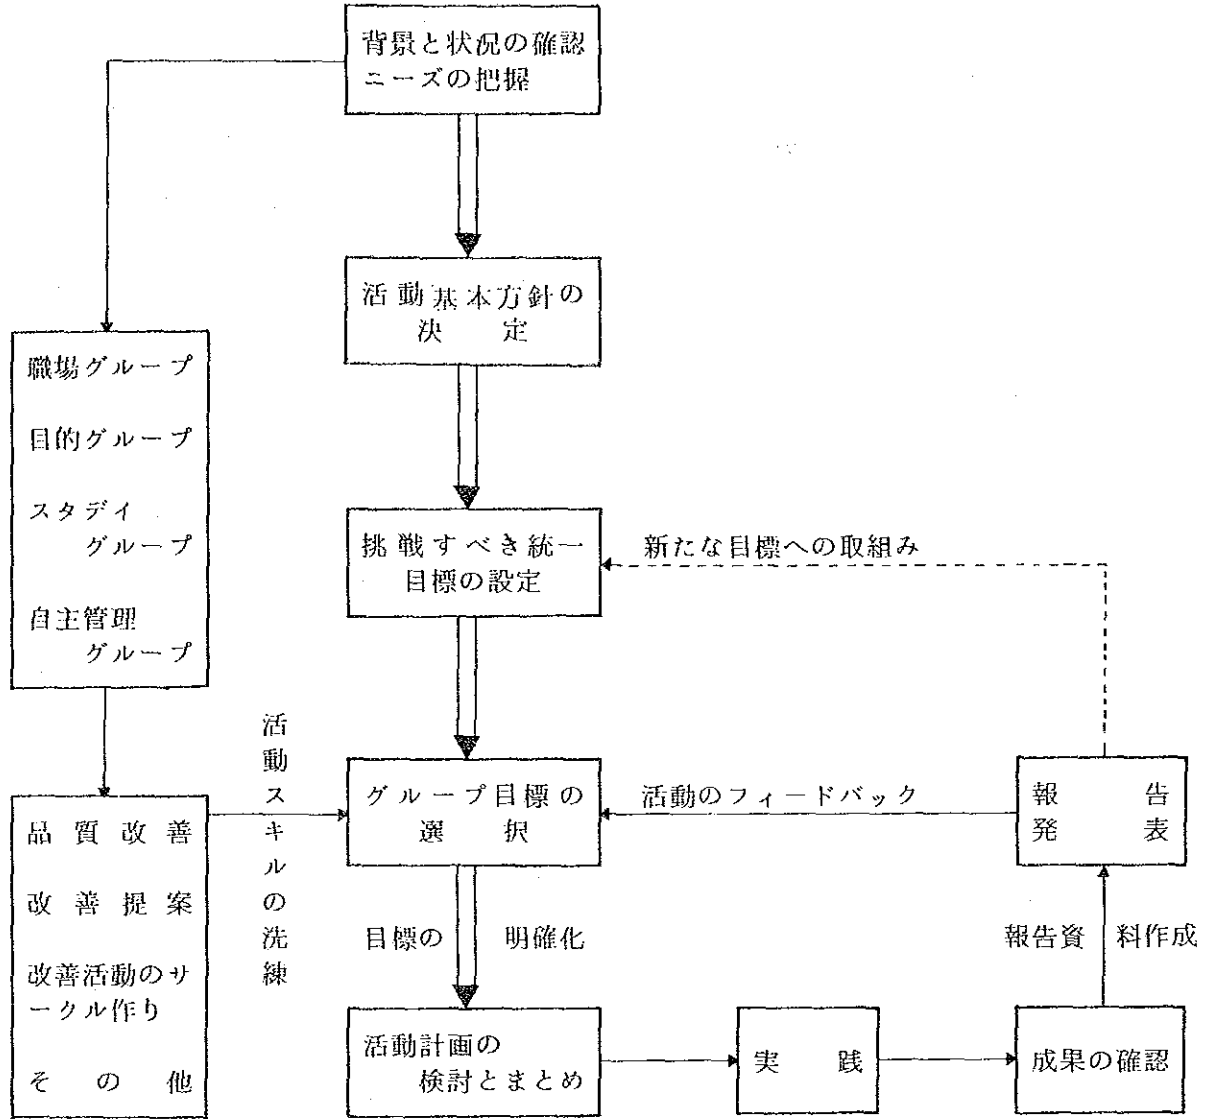 背景と状況の確認
ニーズの把握
活動基本方針の
決定
職場グループ
目的グループ
スタデイ
グループ
自主管理
グループ
挑戦すべき統一
目標の設定
新たな目標への取組み
活動スキルの洗練
グループ目標の
選択
活動のフィードバック
報告
発表
品質改善
改善提案
改善活動のサ
ークル作り
その他
目標の 明確化
報告資 料作成
活動計画の
検討とまとめ
実践
成果の確認